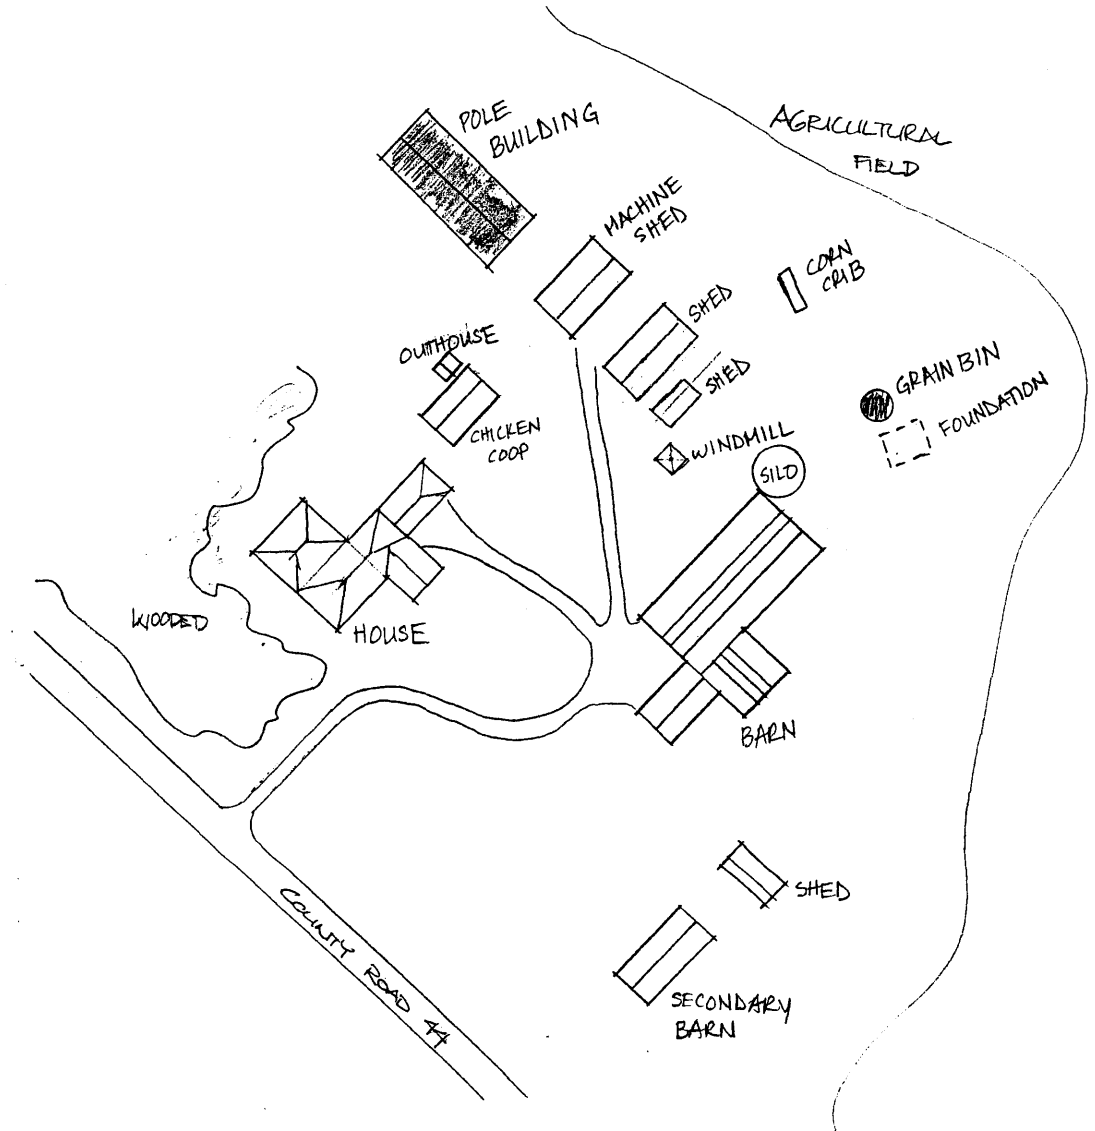 POLE
BUILDING
AGRICULTURAL
FIELD
MACHINE
SHED
CORN
CRIB
SHED
OUTHOUSE
SHED
GRAIN BIN
FOUNDATION
CHICKEN
COOP
WINDMILL
SILO
WOODED
HOUSE
BARN
SHED
COUNTY ROAD 44
SECONDARY
BARN